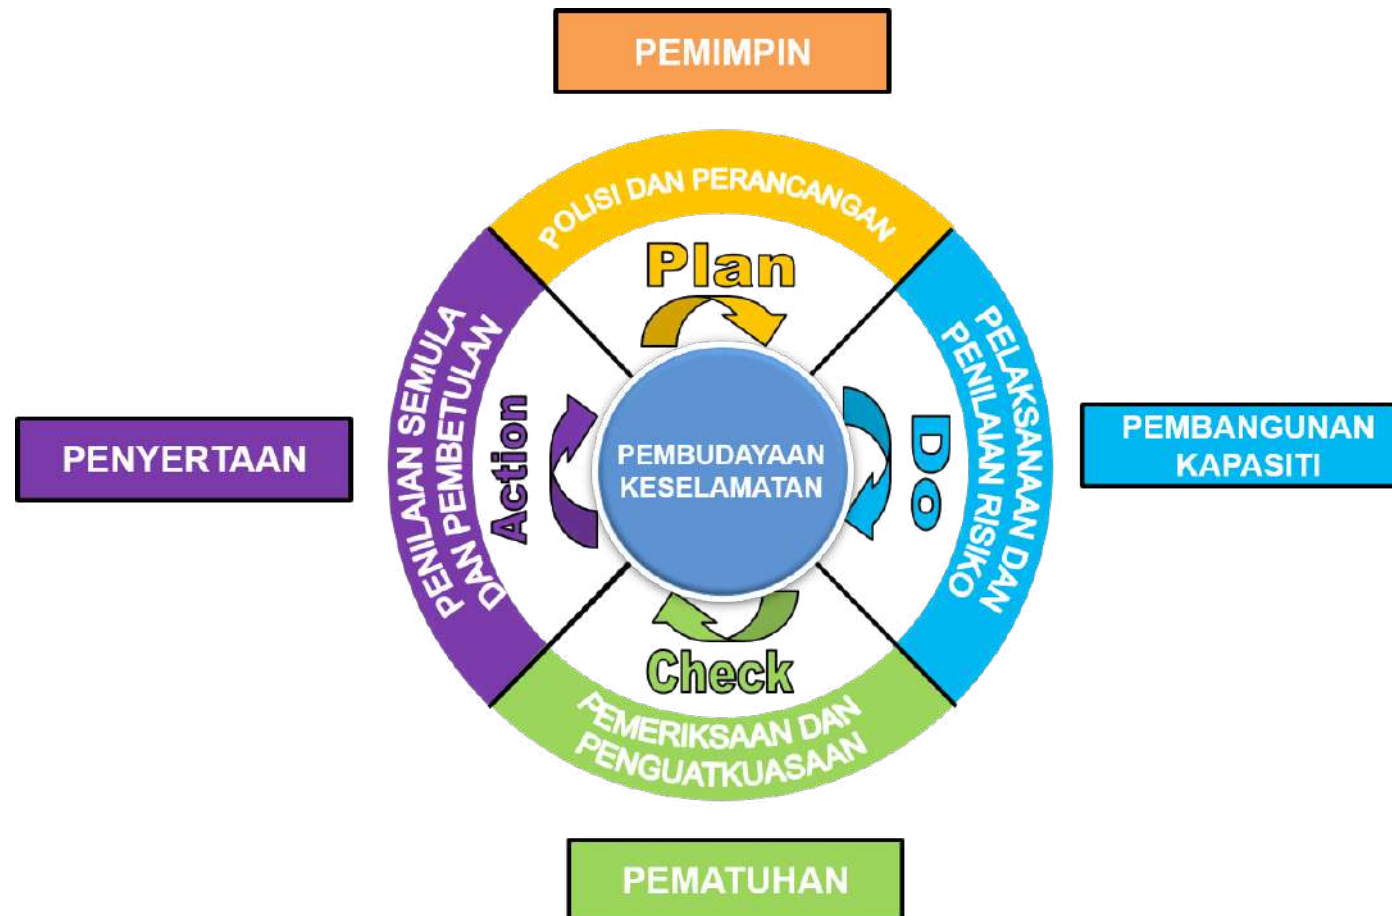 PEMIMPIN
POLISI DAN PERANCANGAN
Plan
PENILAIAN SEMULA
DAN PEMBETULAN
Action
PENYERTAAN
PEMBUDAYAAN
KESELAMATAN
Do
PELAKSANAAN DAN
PENILAIAN RISIKO
PEMBANGUNAN
KAPASITI
Check
PEMERIKSAAN DAN
PENGUATKUASAAN
PEMATUHAN